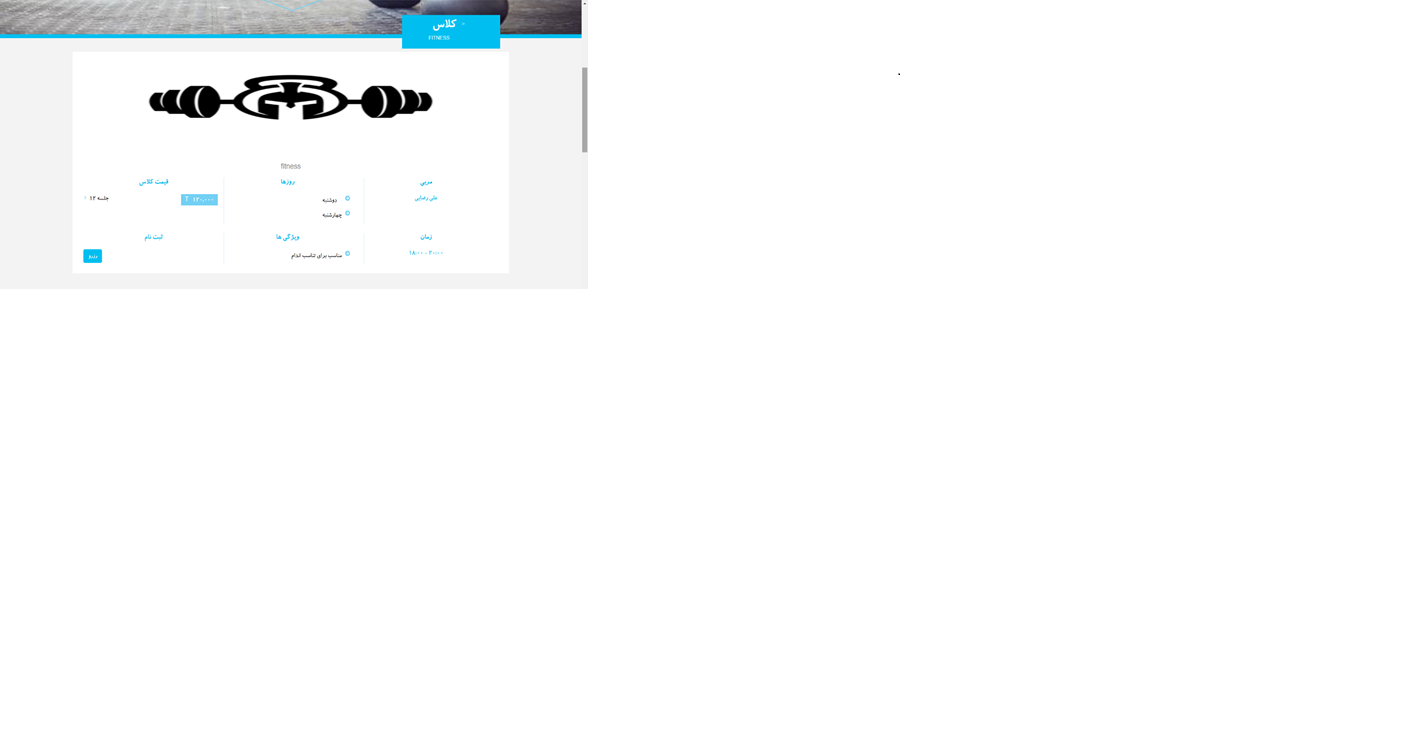 کلاس
FITNESS
fitness
مربی
علی رضایی
روزها
دوشنبه
چهارشنبه
قیمت کلاس
۱۲۰,۰۰۰ T
۱۲ جلسه
زمان
۱۸:۰۰ - ۲۰:۰۰
ویژگی ها
مناسب برای تناسب اندام
ثبت نام